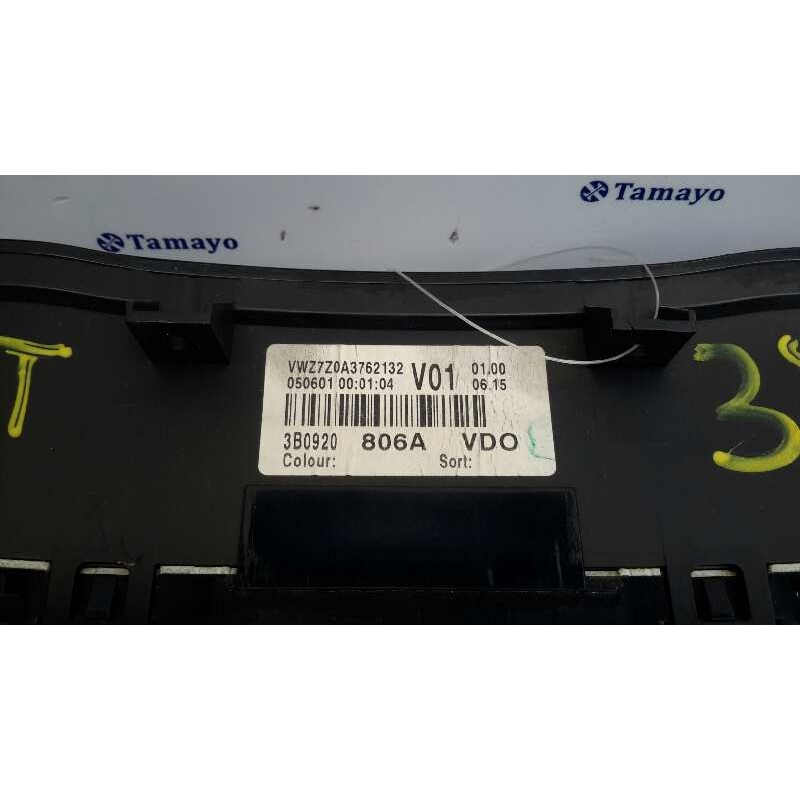 Tamayo
Tamayo
T
VWZ7Z0A3762132 V01 01.00
050601 00:01:04 06.15
3B0920 806A VDO
Colour: Sort: